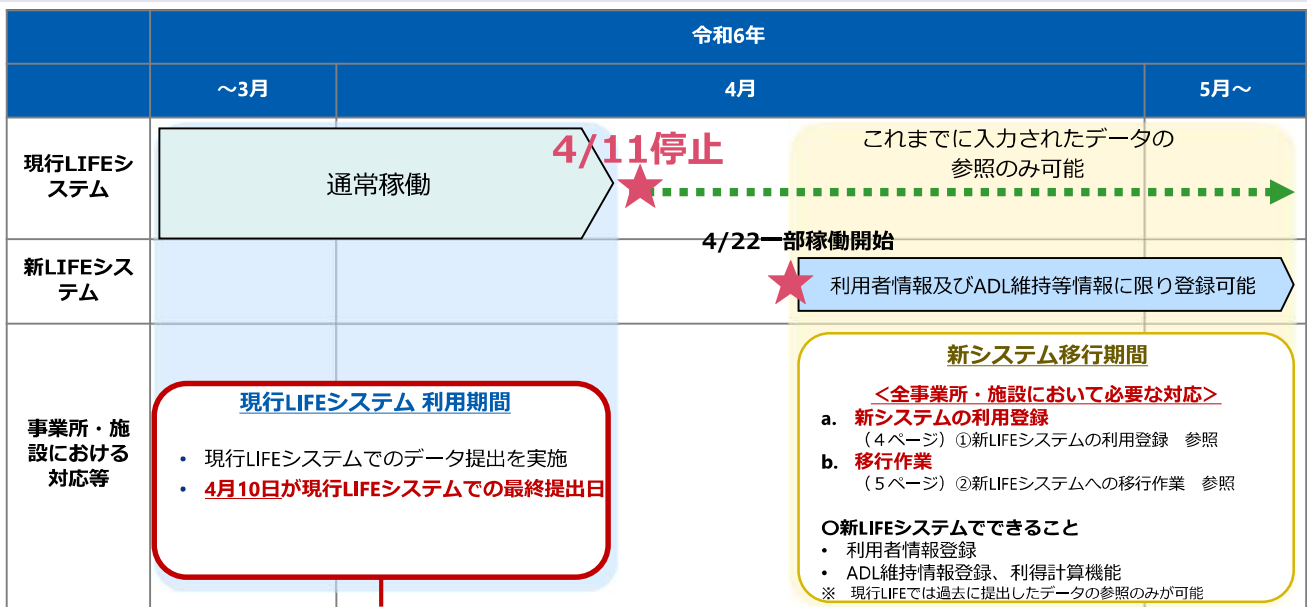 令和6年
～3月
4月
5月～
現行LIFEシ
ステム
通常稼働
4/11停止
これまでに入力されたデータの
参照のみ可能
新LIFEシス
テム
4/22一部稼働開始
利用者情報及びADL維持等情報に限り登録可能
事業所・施
設における
対応等
現行LIFEシステム 利用期間
• 現行LIFEシステムでのデータ提出を実施
• 4月10日が現行LIFEシステムでの最終提出日
新システム移行期間
＜全事業所・施設において必要な対応＞
a. 新システムの利用登録
（４ページ）①新LIFEシステムの利用登録　参照
b. 移行作業
（５ページ）②新LIFEシステムへの移行作業　参照
〇新LIFEシステムでできること
• 利用者情報登録
• ADL維持情報登録、利得計算機能
※　現行LIFEでは過去に提出したデータの参照のみが可能